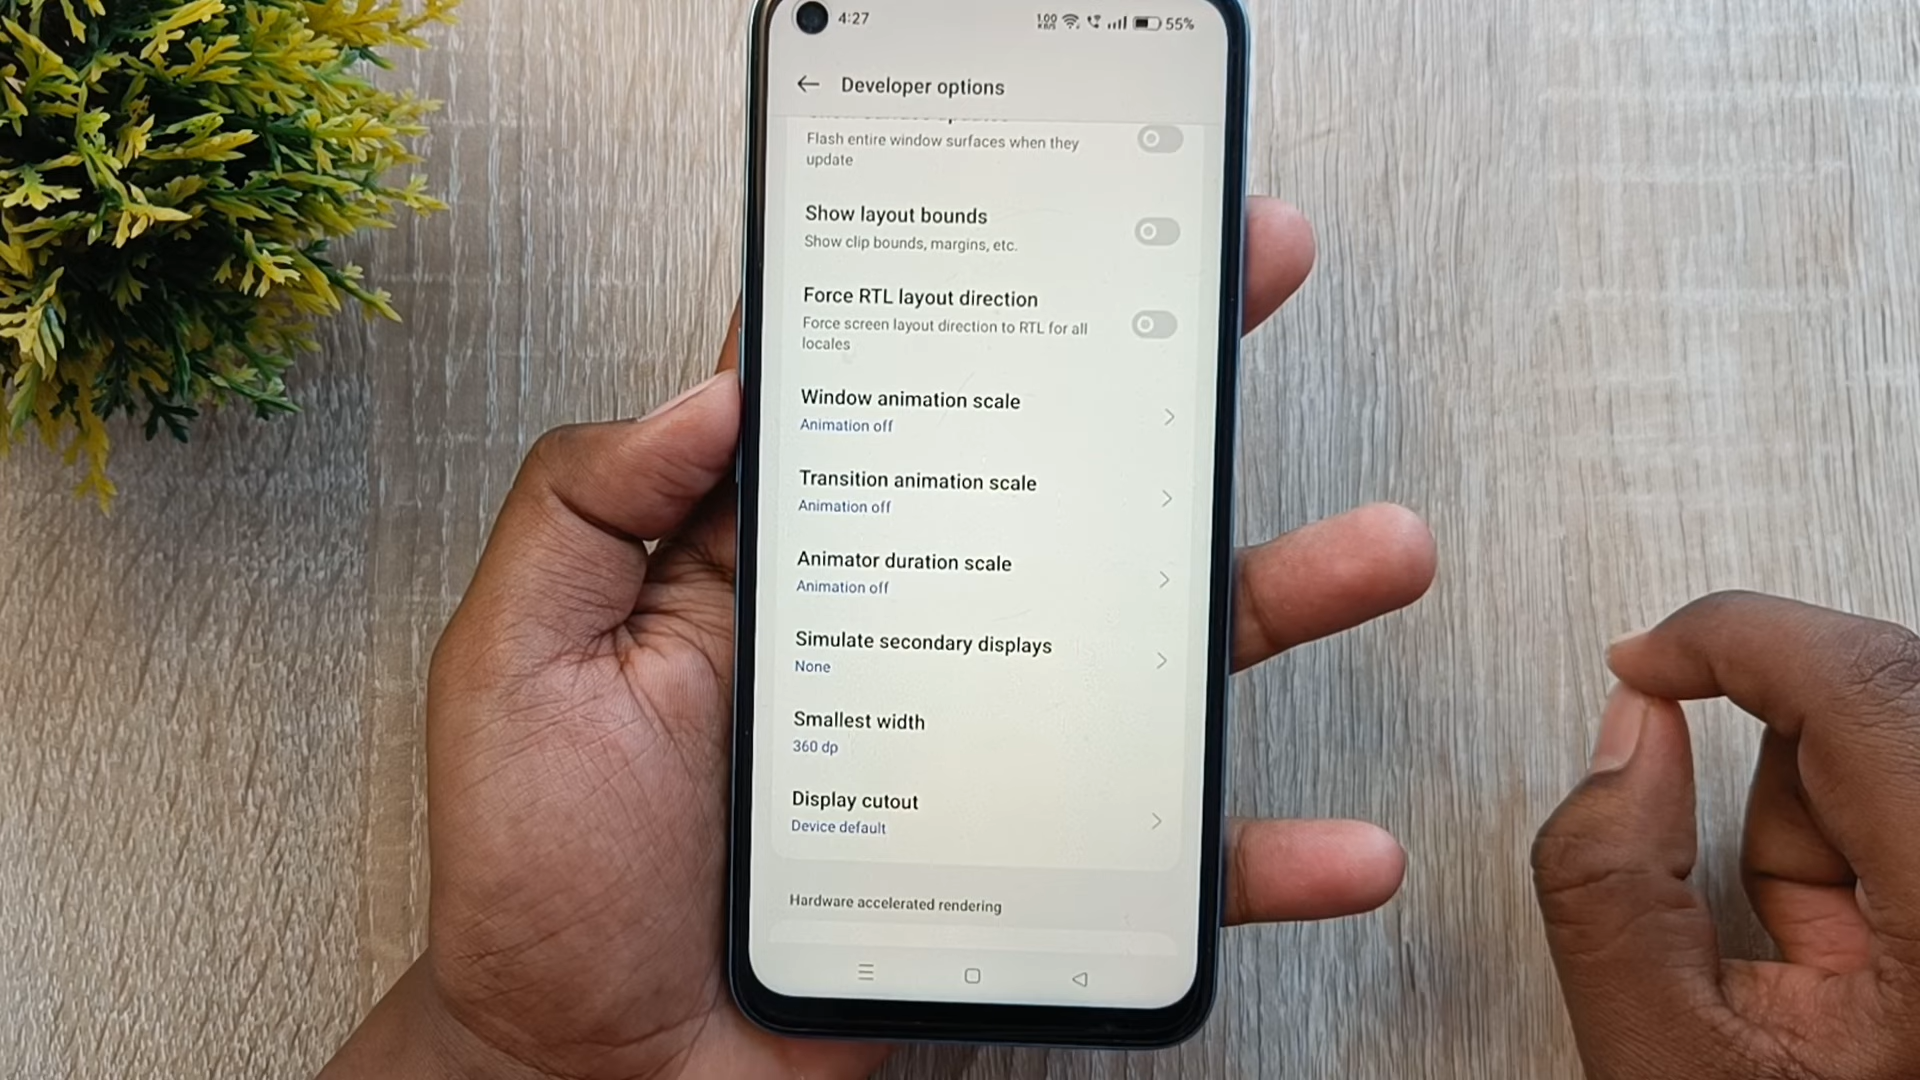 4:27
1.00
KB/S
55%
Developer options
Flash entire window surfaces when they
update
Show layout bounds
Show clip bounds, margins, etc.
Force RTL layout direction
Force screen layout direction to RTL for all
locales
Window animation scale
Animation off
Transition animation scale
Animation off
Animator duration scale
Animation off
Simulate secondary displays
None
Smallest width
360 dp
Display cutout
Device default
Hardware accelerated rendering